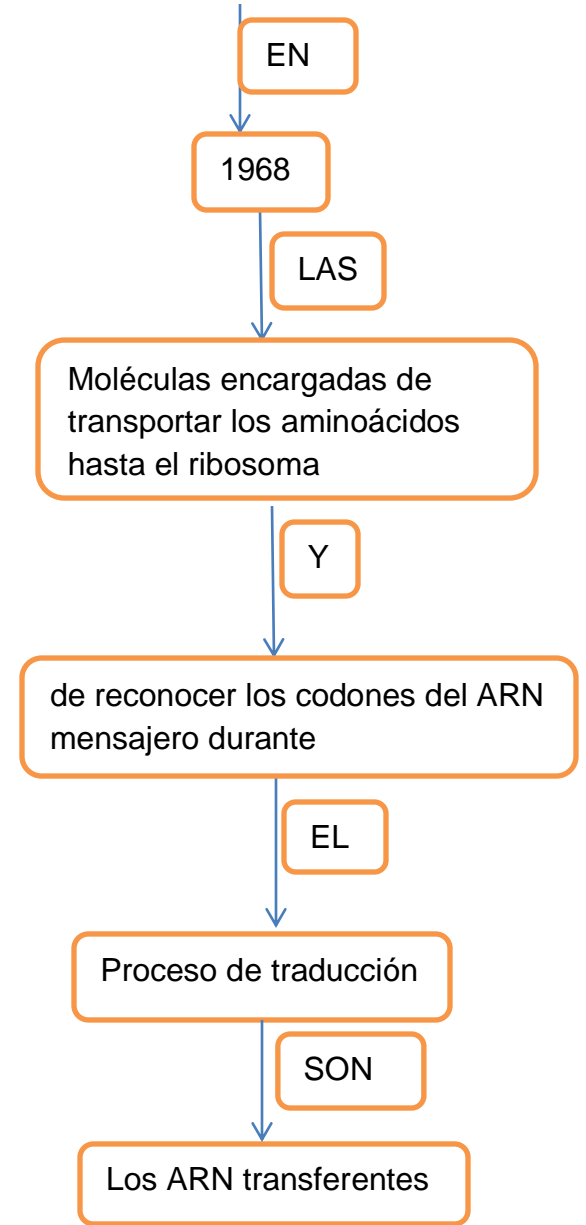 EN
1968
LAS
Moléculas encargadas de
transportar los aminoácidos
hasta el ribosoma
Y
de reconocer los codones del ARN
mensajero durante
EL
Proceso de traducción
SON
Los ARN transferentes